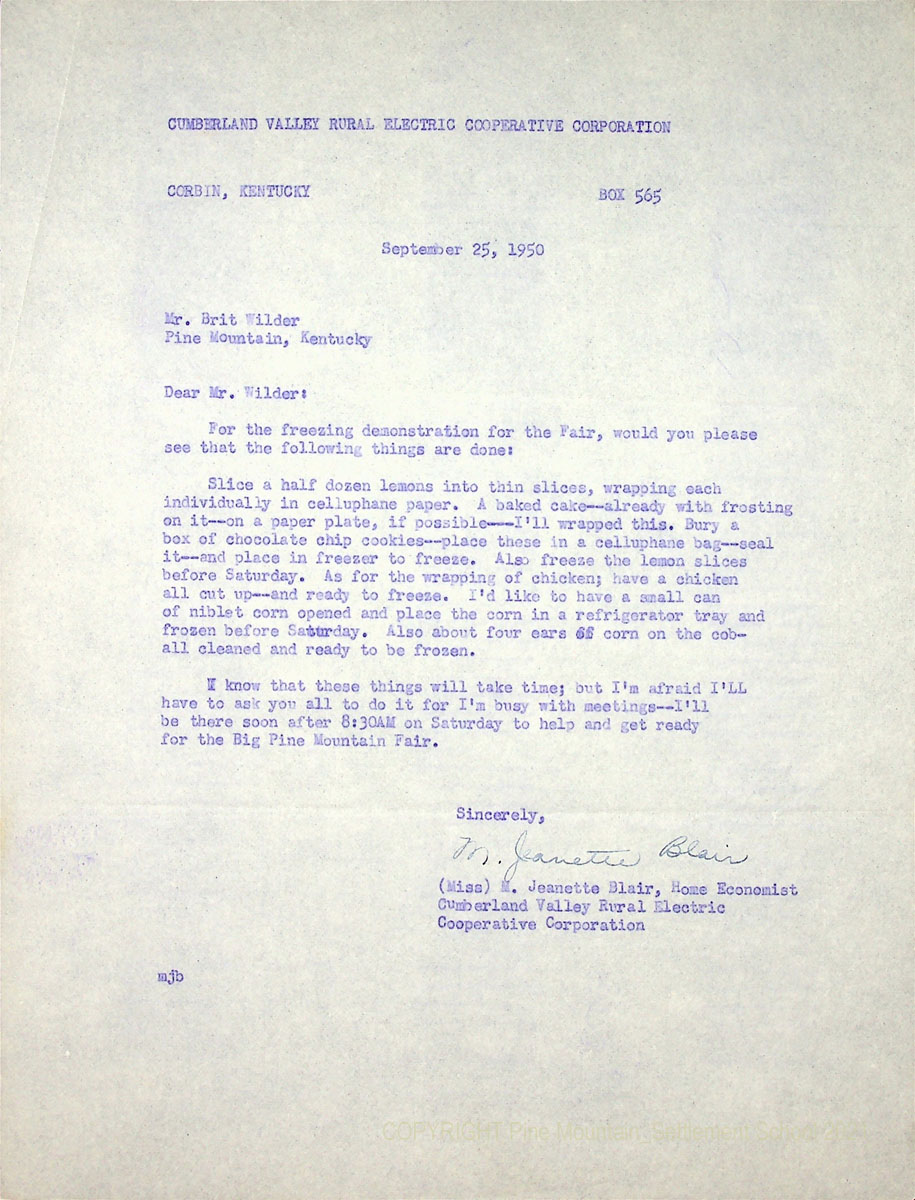 CUMBERLAND VALLEY RURAL ELECTRIC COOPERATIVE CORPORATION
CORBIN, KENTUCKY BOX 565
September 25, 1950
Mr. Brit Wilder
Pine Mountain, Kentucky
Dear Mr. Wilder:
For the freezing demonstration for the Fair, would you please
see that the following things are done:
Slice a half dozen lemons into thin slices, wrapping each
individually in celluphane paper. A baked cake--already with frosting
on it--on a paper plate, if possible---I'll wrapped this. Bury a
box of chocolate chip cookies--place these in a celluphane bag--seal
it--and place in freezer to freeze. Also freeze the lemon slices
before Saturday. As for the wrapping of chicken; have a chicken
all cut up--and ready to freeze. I'd like to have a small can
of niblet corn opened and place the corn in a refrigerator tray and
frozen before Saturday. Also about four ears of corn on the cob-
all cleaned and ready to be frozen.
I know that these things will take time; but I'm afraid I'LL
have to ask you all to do it for I'm busy with meetings--I'll
be there soon after 8:30AM on Saturday to help and get ready
for the Big Pine Mountain Fair.
Sincerely,
M. Jeanette Blair
(Miss) M. Jeanette Blair, Home Economist
Cumberland Valley Rural Electric
Cooperative Corporation
mjb
COPYRIGHT Pine Mountain Settlement School